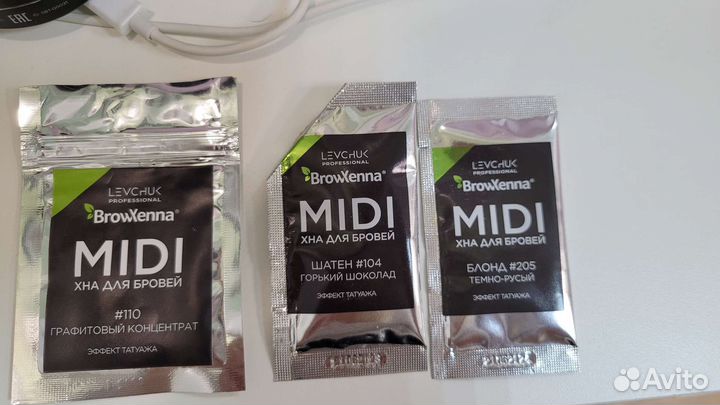 LEVCHUK
PROFESSIONAL
BrowXenna®
MIDI
ХНА ДЛЯ БРОВЕЙ
#110
ГРАФИТОВЫЙ КОНЦЕНТРАТ
ЭФФЕКТ ТАТУАЖА
LEVCHUK
PROFESSIONAL
BrowXenna®
MIDI
ХНА ДЛЯ БРОВЕЙ
ШАТЕН #104
ГОРЬКИЙ ШОКОЛАД
ЭФФЕКТ ТАТУАЖА
LEVCHUK
PROFESSIONAL
BrowXenna®
MIDI
ХНА ДЛЯ БРОВЕЙ
БЛОНД #205
ТЕМНО-РУСЫЙ
ЭФФЕКТ ТАТУАЖА
EAC
Avito